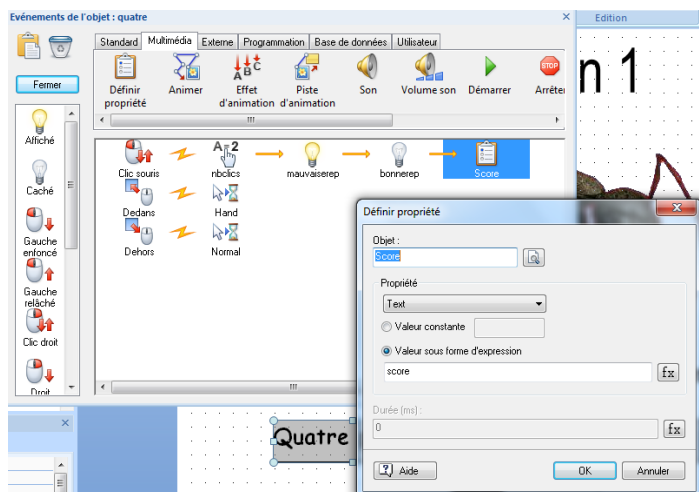 Evénements de l'objet : quatre
Edition
Standard Multimédia Externe Programmation Base de données Utilisateur
Fermer
Définir propriété
Animer
Effet d'animation
Piste d'animation
Son
Volume son
Démarrer
STOP
Arrêter
n 1
Affiché
Caché
Gauche enfoncé
Gauche relâché
Clic droit
Droit
Clic souris
nbclics
mauvaiserep
bonnerep
Score
Dedans
Hand
Dehors
Normal
Quatre
Définir propriété
Objet :
Score
Propriété
Text
Valeur constante
Valeur sous forme d'expression
score
fx
Durée (ms) :
0
fx
Aide
OK
Annuler